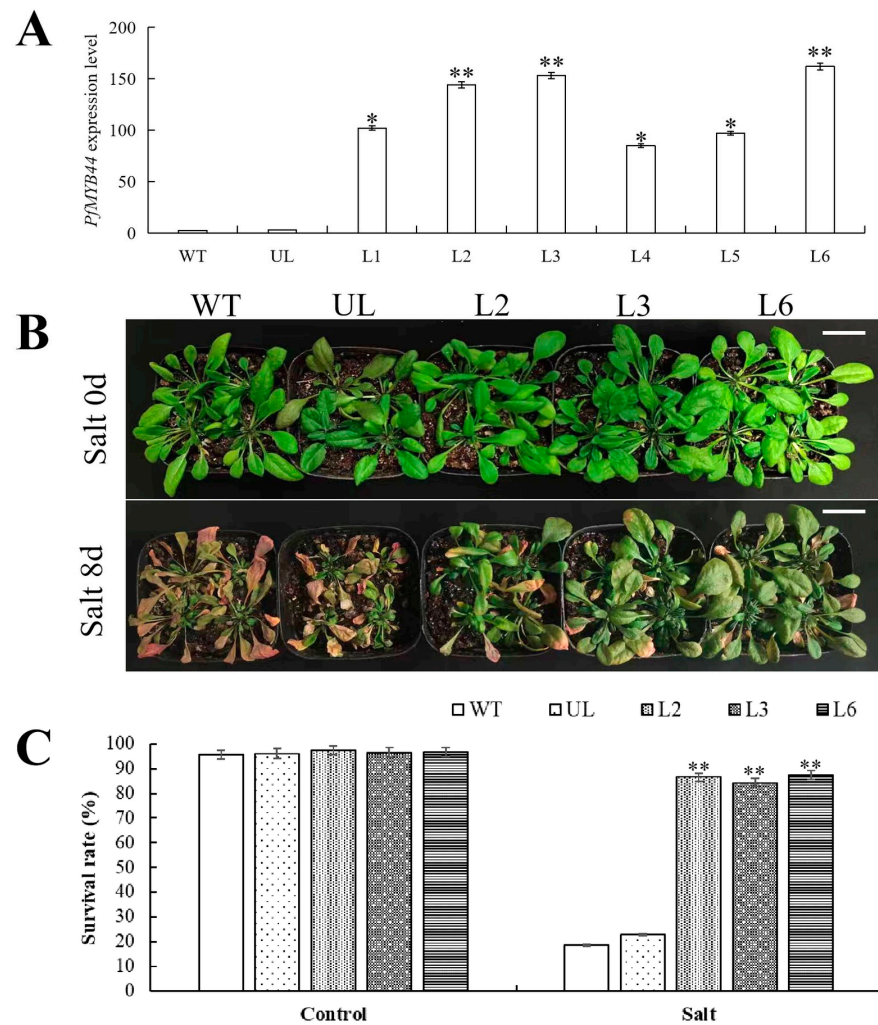 A
PfMYB44 expression level
200
150
100
50
0
*
**
**
*
*
**
WT UL L1 L2 L3 L4 L5 L6
B
WT UL L2 L3 L6
Salt 0d
Salt 8d
C
WT UL L2 L3 L6
Survival rate (%)
100
90
80
70
60
50
40
30
20
10
0
** ** **
Control Salt